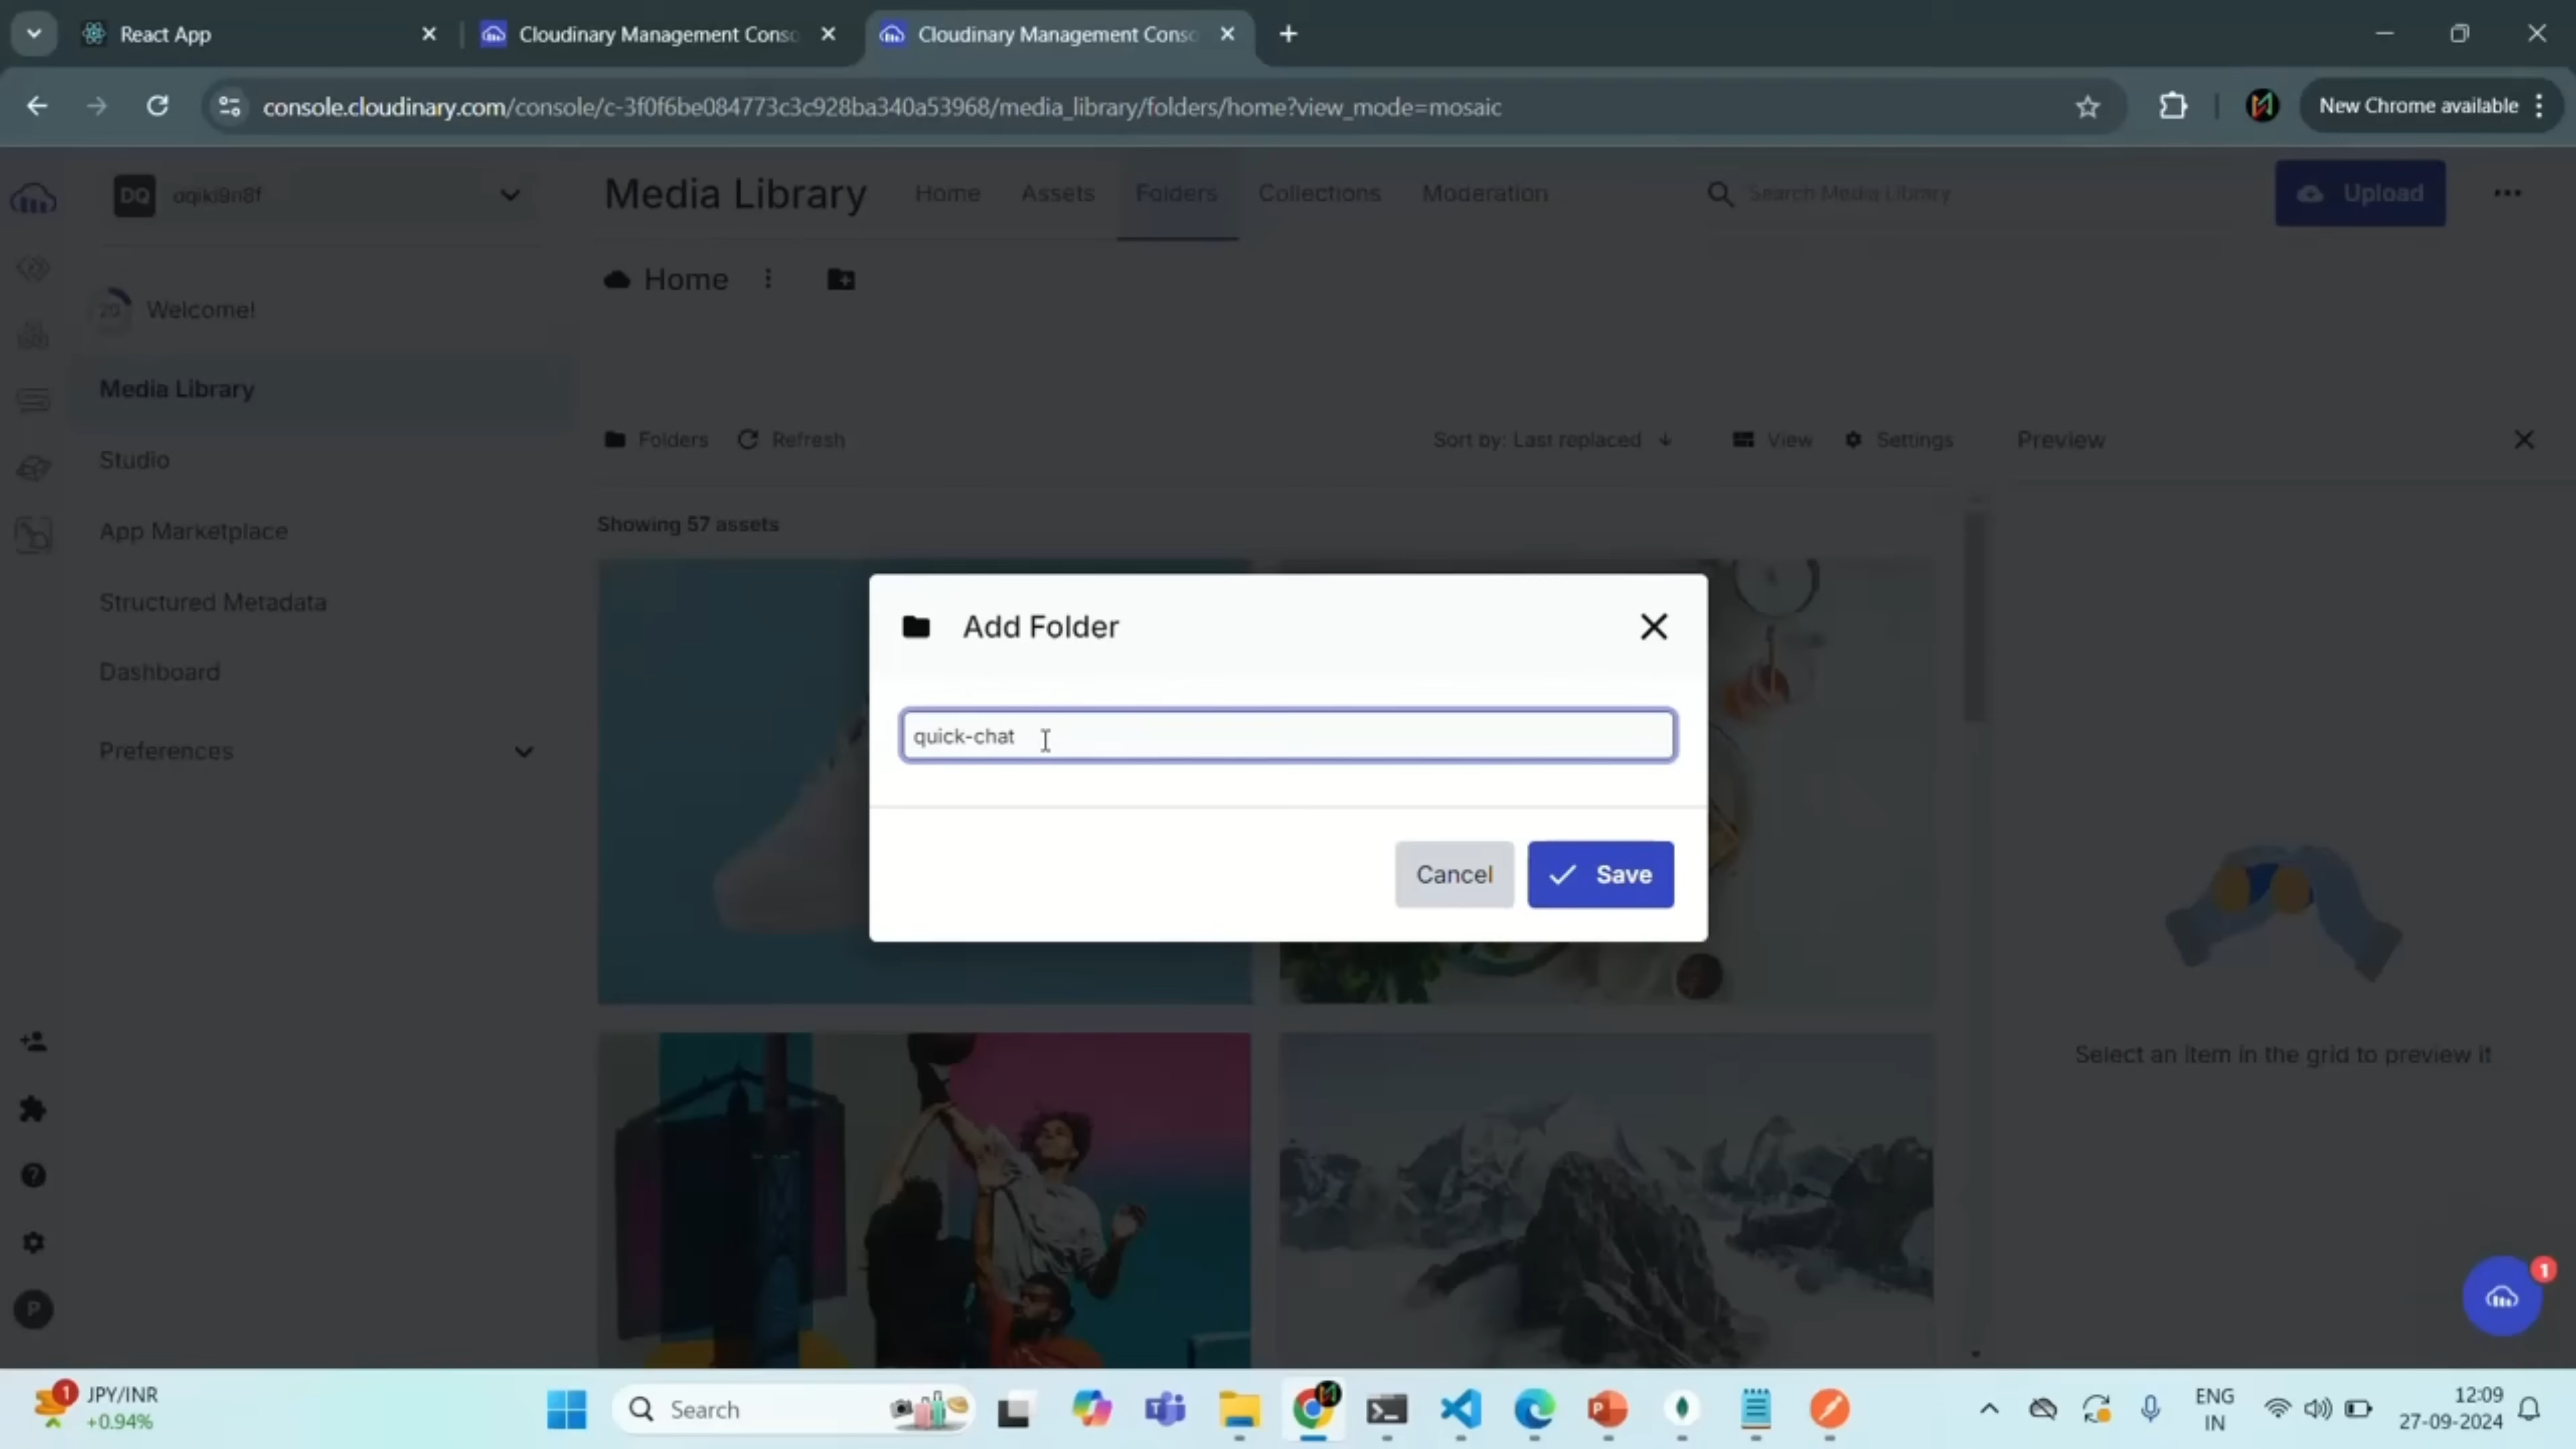 React App
Cloudinary Management Conso
Cloudinary Management Conso
console.cloudinary.com/console/c-3f0f6be084773c3c928ba340a53968/media_library/folders/home?view_mode=mosaic
New Chrome available
DQ
Media Library
Home
Assets
Folders
Collections
Moderation
Search Media Library
Upload
Home
20
Welcome!
Media Library
Studio
App Marketplace
Structured Metadata
Dashboard
Preferences
Folders
Refresh
Sort by: Last replaced
View
Settings
Preview
Showing 57 assets
Add Folder
quick-chat
Cancel
Save
Select an item in the grid to preview it
P
1
1
JPY/INR
+0.94%
Search
ENG
IN
12:09
27-09-2024